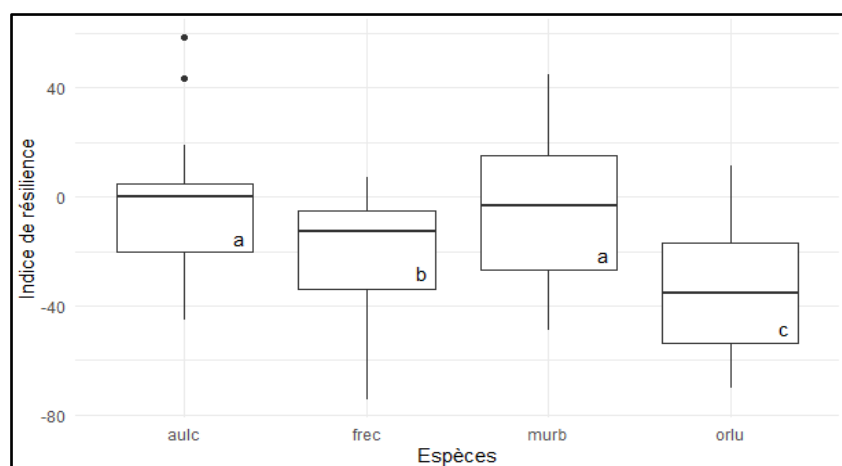 Indice de résilience
40
0
-40
-80
a
b
a
c
aulc frec murb orlu
Espèces